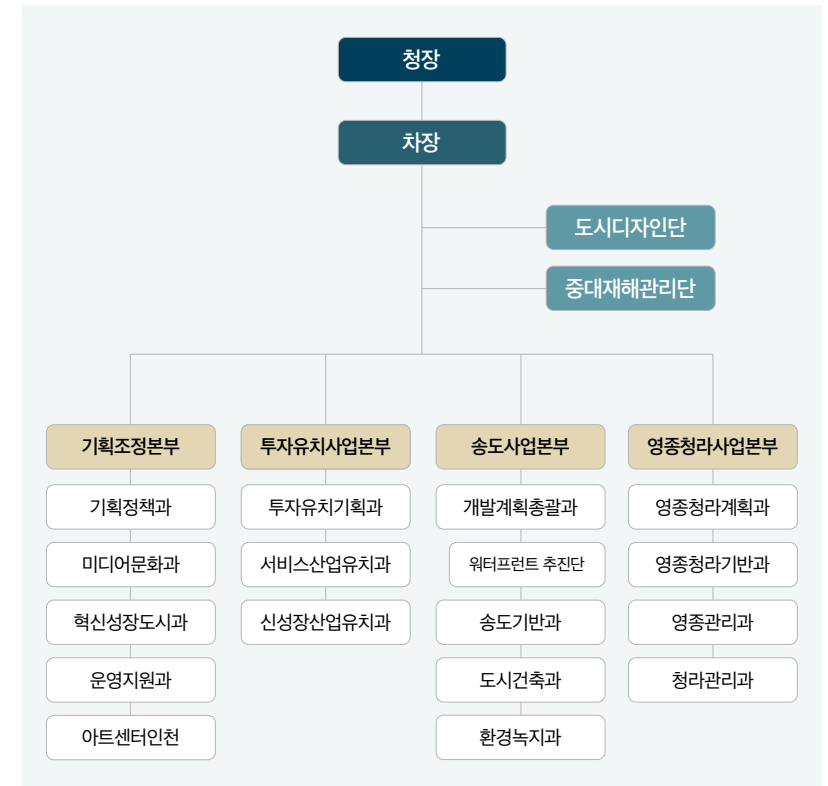 청장
차장
도시디자인단
중대재해관리단
기획조정본부
투자유치사업본부
송도사업본부
영종청라사업본부
기획정책과
투자유치기획과
개발계획총괄과
영종청라계획과
미디어문화과
서비스산업유치과
워터프런트 추진단
영종청라기반과
혁신성장도시과
신성장산업유치과
송도기반과
영종관리과
운영지원과
도시건축과
청라관리과
아트센터인천
환경녹지과